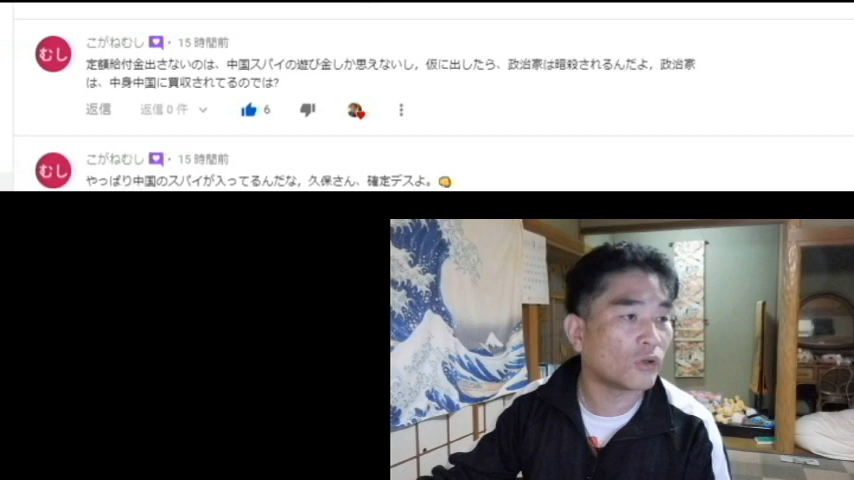 こがねむし・15 時間前
むし
定額給付金出さないのは、中国スパイの遊び金しか思えないし，仮に出したら、政治家は暗殺されるんだよ，政治家
は、中身中国に買収されてるのでは?
返信 返信 0 件 6
こがねむし・15 時間前
むし
やっぱり中国のスパイが入ってるんだな，久保さん、確定デスよ。